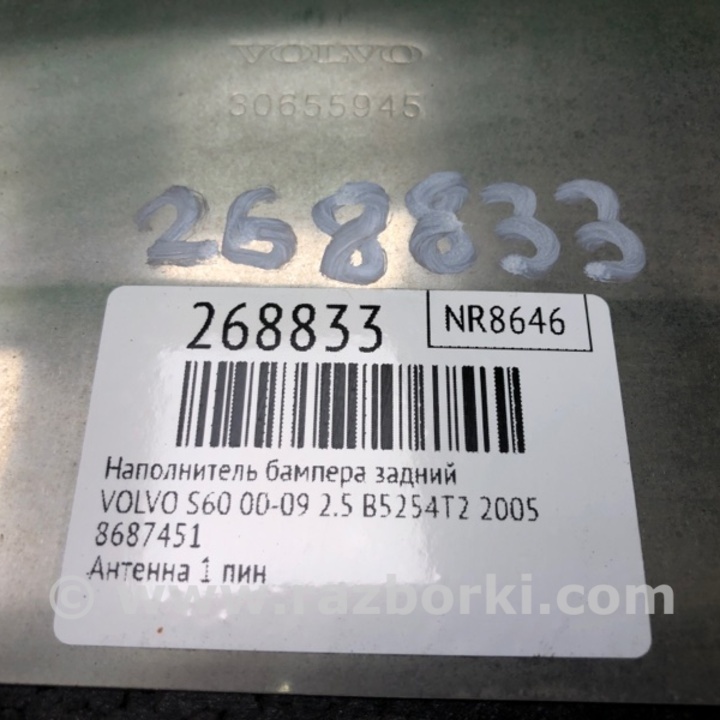 VOLVO
30655945
268833
268833
NR8646
Наполнитель бампера задний
VOLVO S60 00-09 2.5 B5254T2 2005
8687451
Антенна 1 пин
© www.razborki.com